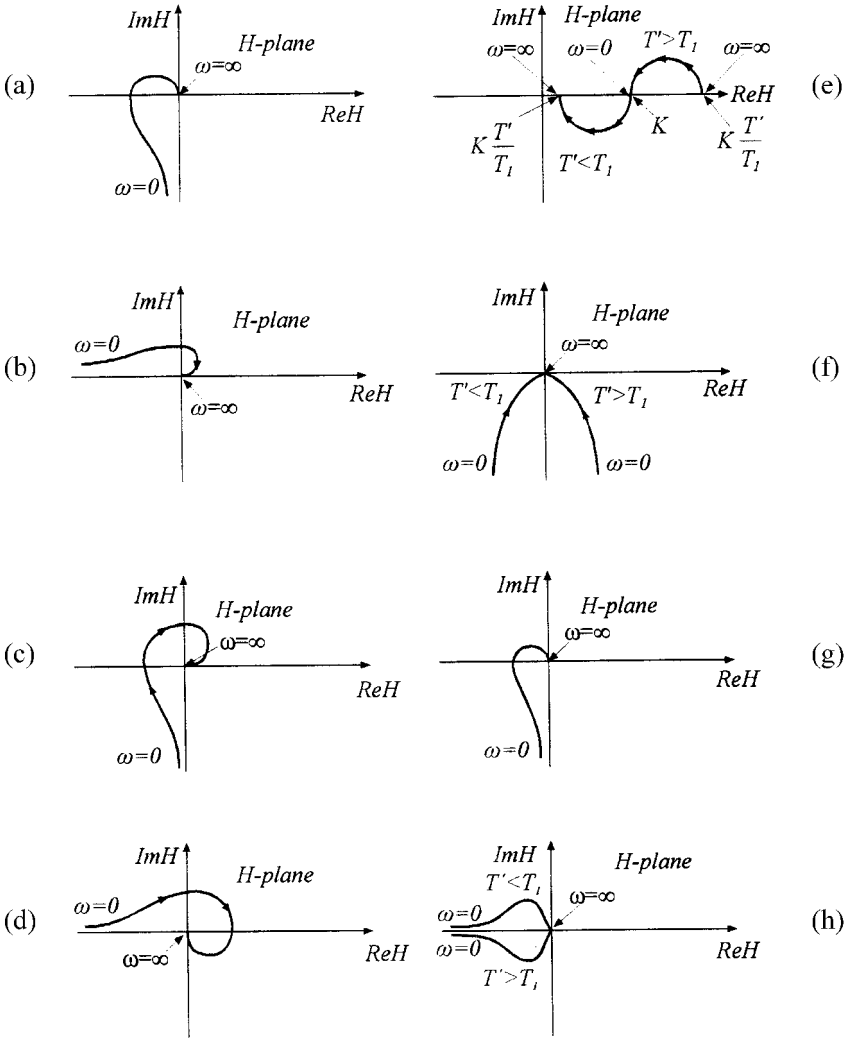 (a)
ImH
H-plane
ω=∞
ReH
ω=0
ImH
H-plane
ω=∞
ω=0
T'>T₁
ω=∞
ReH
K T'/T₁
T'<T₁
K
K T'/T₁
(e)
(b)
ImH
H-plane
ω=0
ω=∞
ReH
ImH
H-plane
ω=∞
T'<T₁
T'>T₁
ReH
ω=0
ω=0
(f)
(c)
ImH
H-plane
ω=∞
ReH
ω=0
ImH
H-plane
ω=∞
ReH
ω=0
(g)
(d)
ImH
H-plane
ω=0
ω=∞
ReH
ImH
H-plane
T'<T₁
ω=0
ω=∞
ω=0
ReH
T'>T₁
(h)